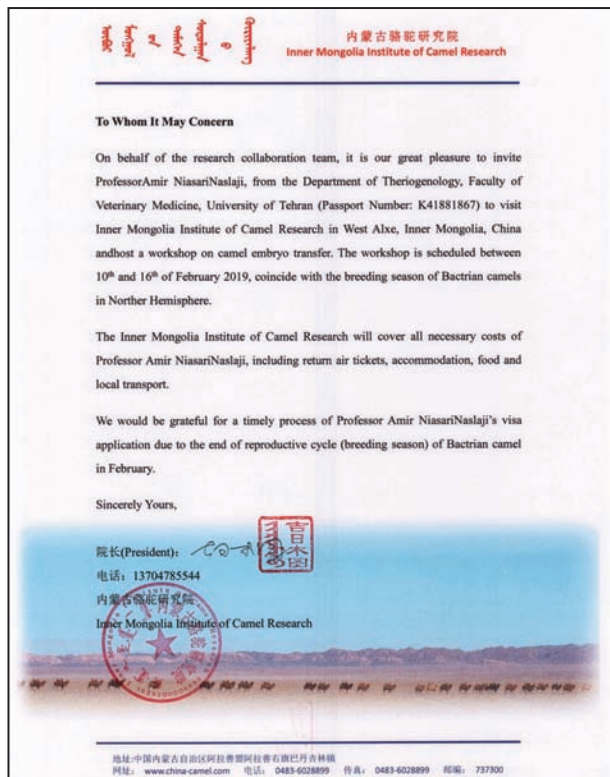 内蒙古骆驼研究院
Inner Mongolia Institute of Camel Research
To Whom It May Concern
On behalf of the research collaboration team, it is our great pleasure to invite
ProfessorAmir NiasariNaslaji, from the Department of Theriogenology, Faculty of
Veterinary Medicine, University of Tehran (Passport Number: K41881867) to visit
Inner Mongolia Institute of Camel Research in West Alxe, Inner Mongolia, China
andhost a workshop on camel embryo transfer. The workshop is scheduled between
10th and 16th of February 2019, coincide with the breeding season of Bactrian camels
in Norther Hemisphere.
The Inner Mongolia Institute of Camel Research will cover all necessary costs of
Professor Amir NiasariNaslaji, including return air tickets, accommodation, food and
local transport.
We would be grateful for a timely process of Professor Amir NiasariNaslaji's visa
application due to the end of reproductive cycle (breeding season) of Bactrian camel
in February.
Sincerely Yours,
院长(President):
吉日木图
电话: 13704785544
内蒙古骆驼研究院
Inner Mongolia Institute of Camel Research
地址:中国内蒙古自治区阿拉善盟阿拉善右旗巴丹吉林镇
网址: www.china-camel.com 电话: 0483-6028899 传真: 0483-6028899 邮编: 737300